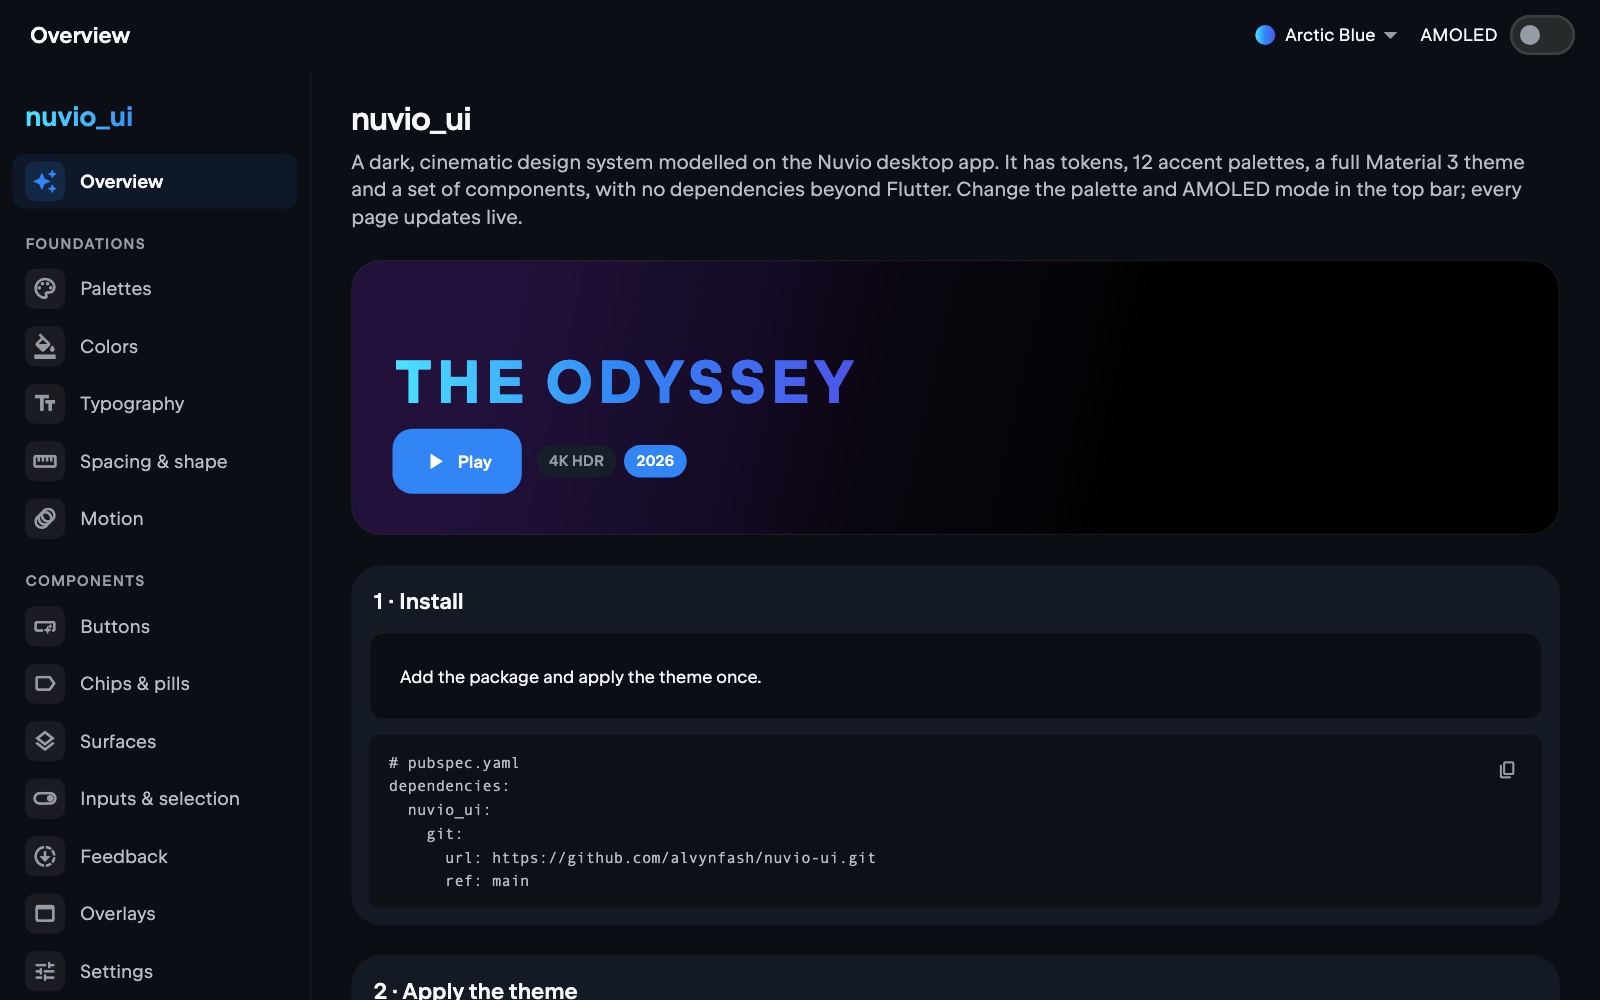 Overview
Arctic Blue
AMOLED
nuvio_ui
Overview
FOUNDATIONS
Palettes
Colors
Typography
Spacing & shape
Motion
COMPONENTS
Buttons
Chips & pills
Surfaces
Inputs & selection
Feedback
Overlays
Settings
nuvio_ui
A dark, cinematic design system modelled on the Nuvio desktop app. It has tokens, 12 accent palettes, a full Material 3 theme
and a set of components, with no dependencies beyond Flutter. Change the palette and AMOLED mode in the top bar; every
page updates live.
THE ODYSSEY
Play
4K HDR
2026
1 · Install
Add the package and apply the theme once.
# pubspec.yaml
dependencies:
  nuvio_ui:
    git:
      url: https://github.com/alvynfash/nuvio-ui.git
      ref: main
2 · Apply the theme